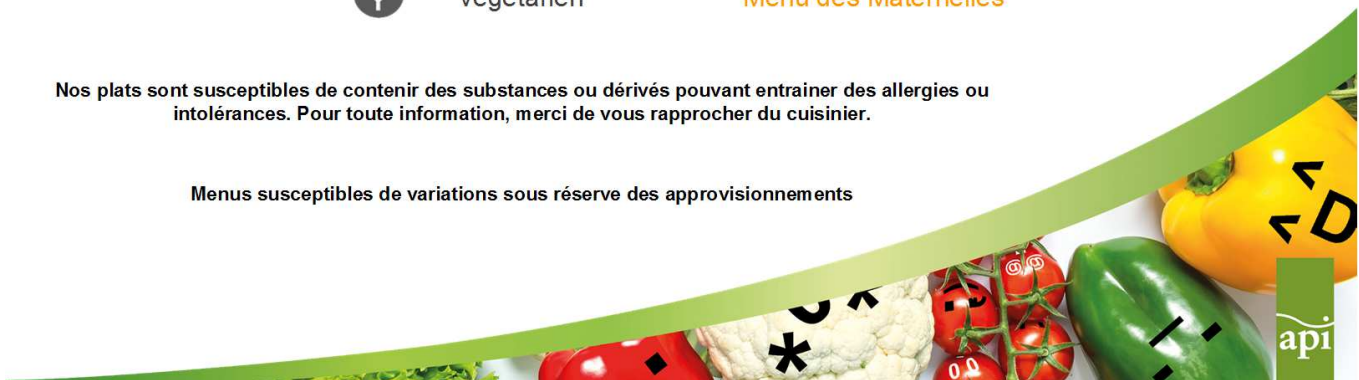 végétarien Menu des Maternelles
Nos plats sont susceptibles de contenir des substances ou dérivés pouvant entrainer des allergies ou
intolérances. Pour toute information, merci de vous rapprocher du cuisinier.
Menus susceptibles de variations sous réserve des approvisionnements
api